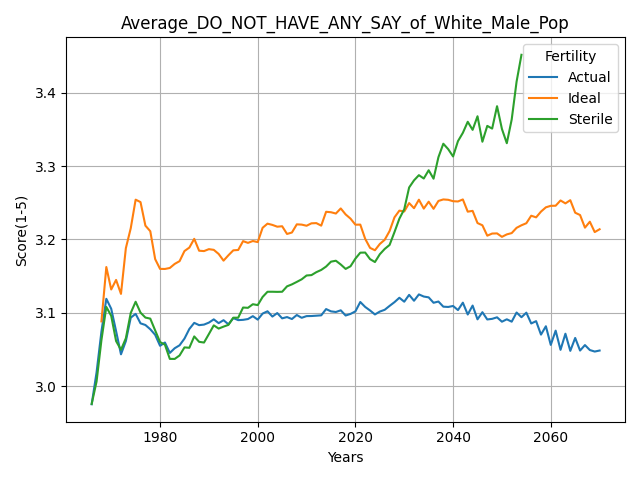 Average_DO_NOT_HAVE_ANY_SAY_of_White_Male_Pop
Fertility
Actual
Ideal
Sterile
Score(1-5)
3.4
3.3
3.2
3.1
3.0
1980 2000 2020 2040 2060
Years